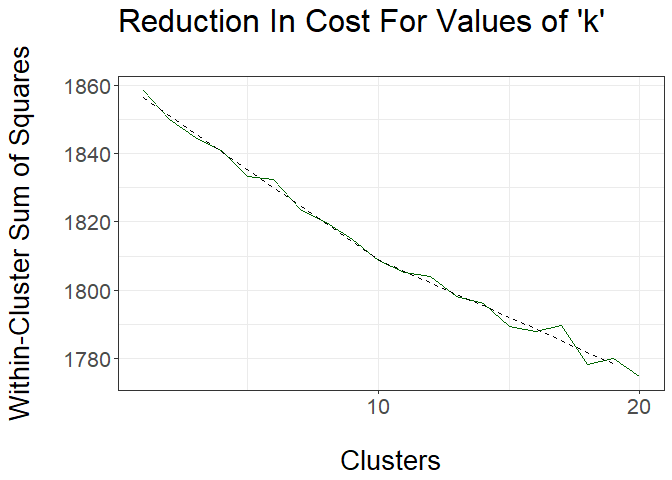 Reduction In Cost For Values of 'k'
Within-Cluster Sum of Squares
1860
1840
1820
1800
1780
10
20
Clusters